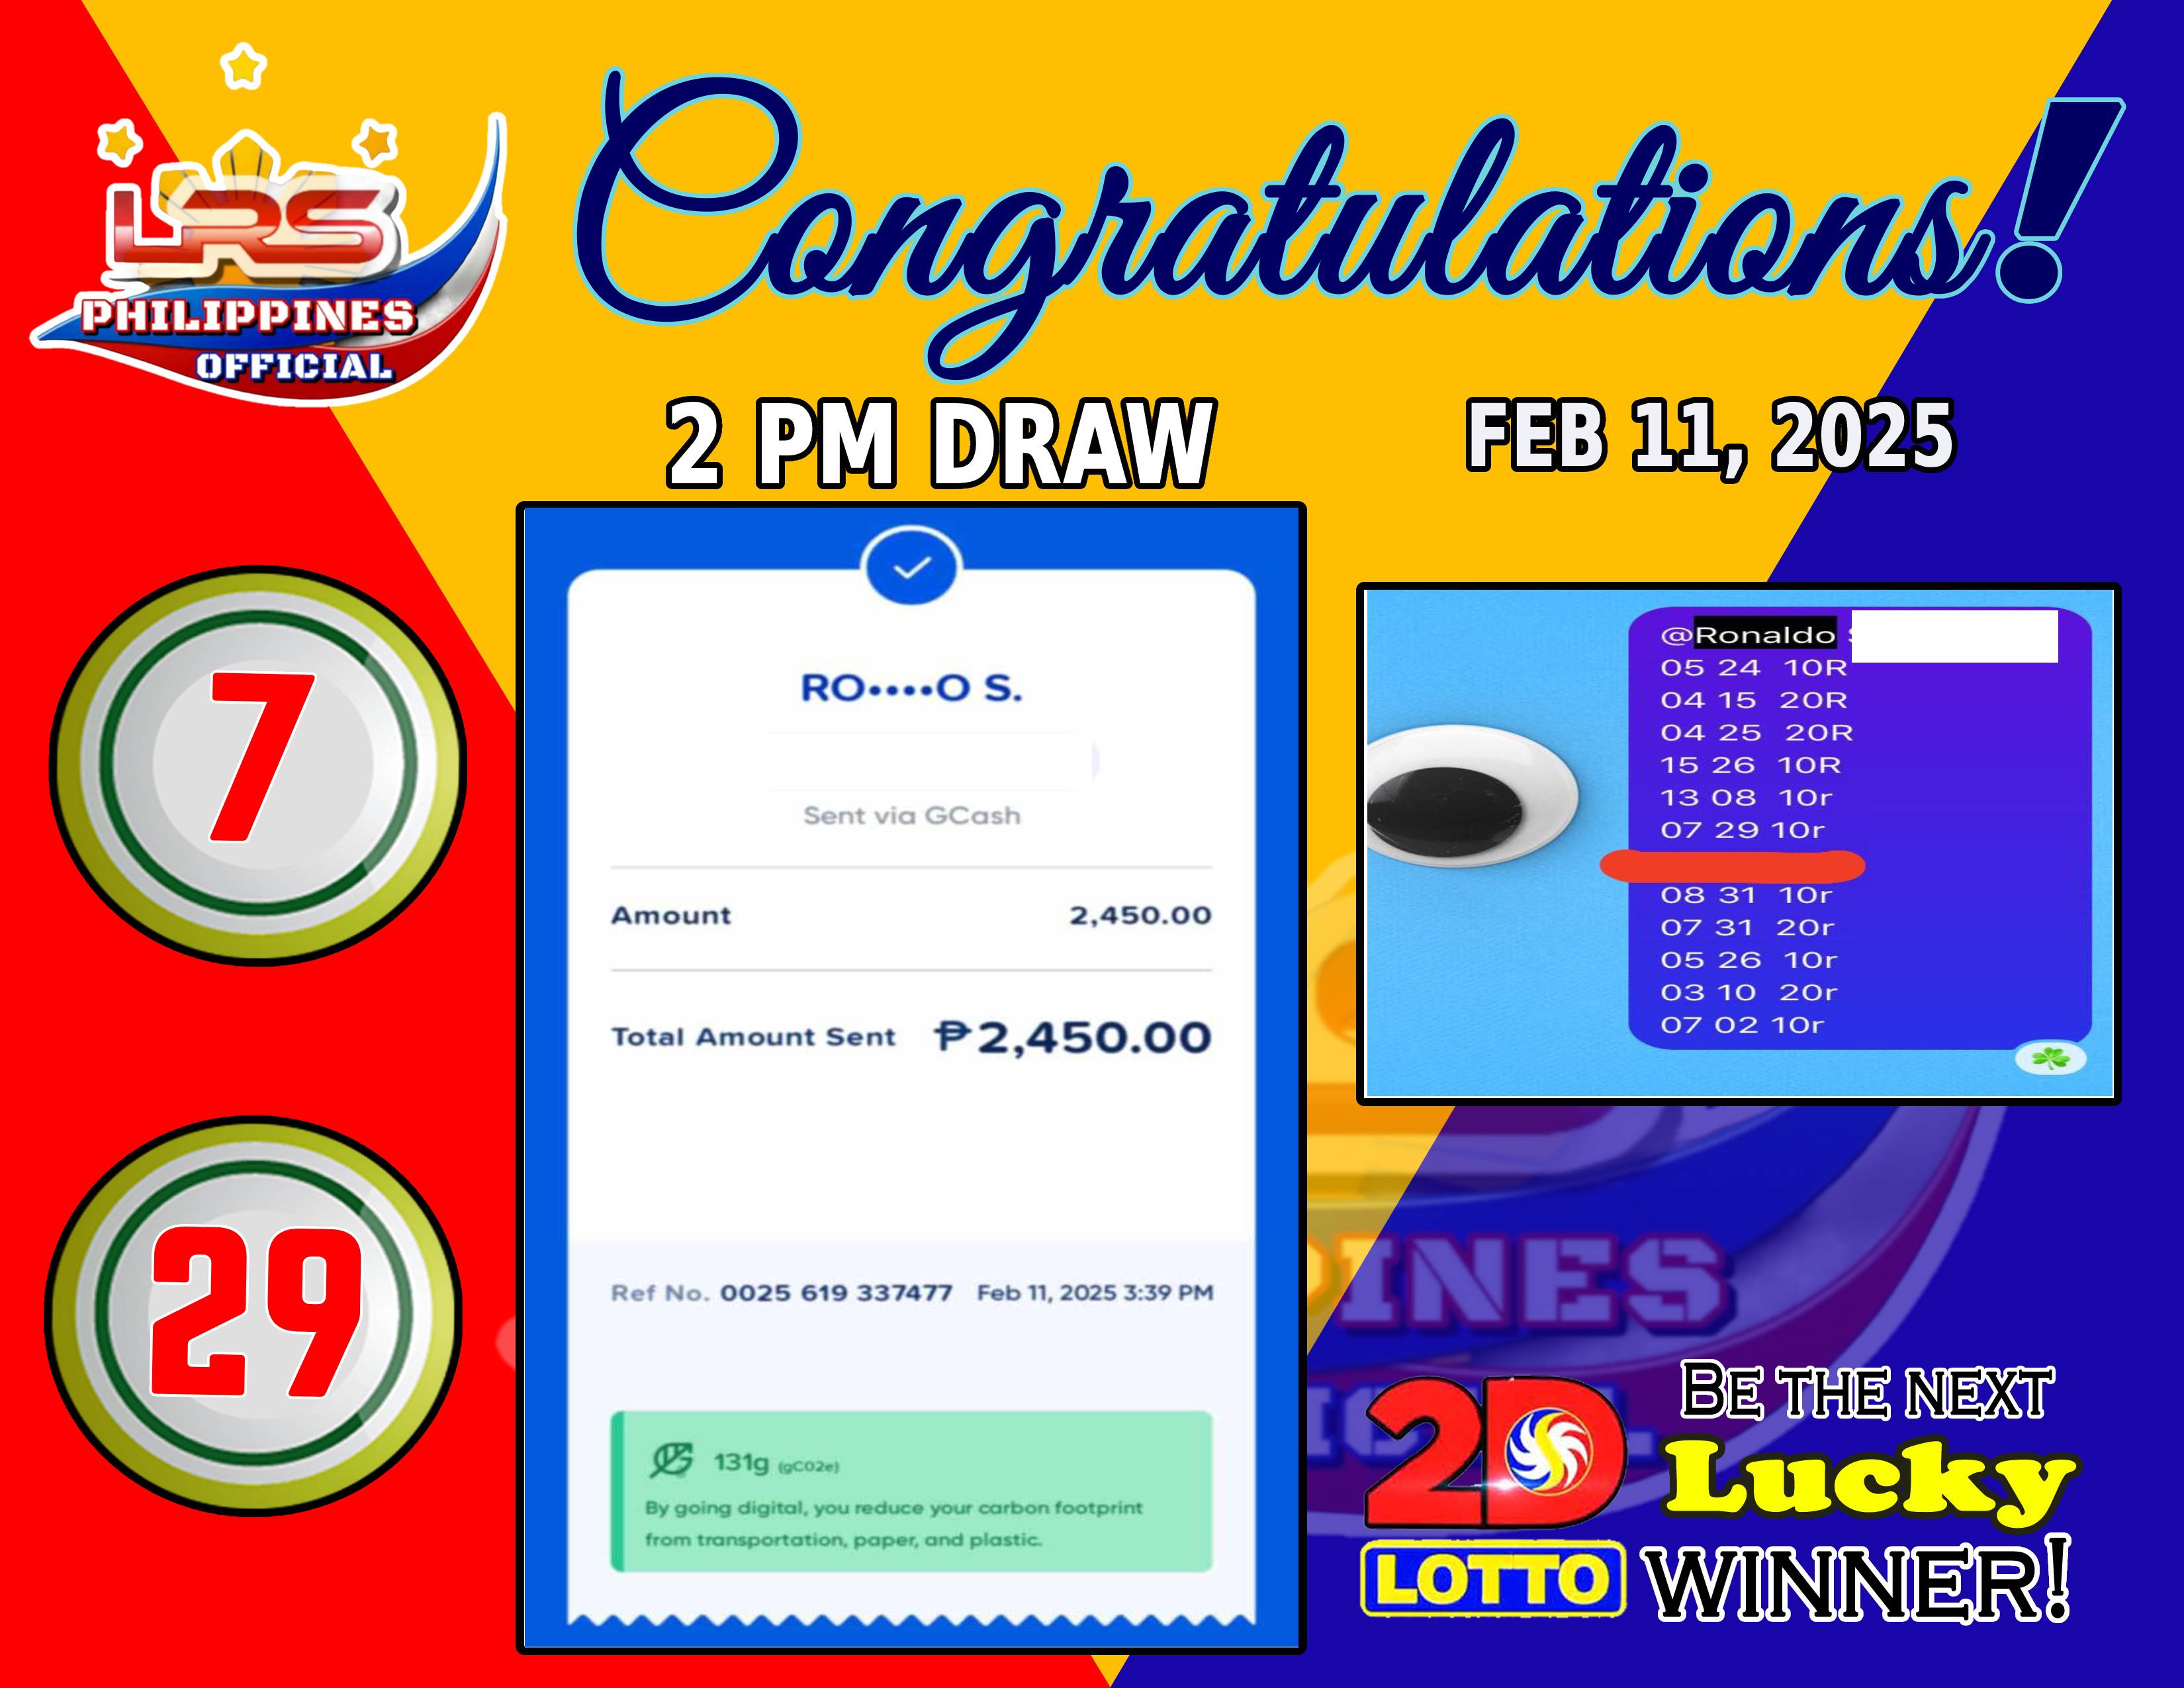 LRS
PHILIPPINES
OFFICIAL
Congratulations!
2 PM DRAW
FEB 11, 2025
7
29
RO••••O S.
Sent via GCash
Amount 2,450.00
Total Amount Sent ₱2,450.00
Ref No. 0025 619 337477 Feb 11, 2025 3:39 PM
131g (gCO2e)
By going digital, you reduce your carbon footprint
from transportation, paper, and plastic.
@Ronaldo
05 24 10R
04 15 20R
04 25 20R
15 26 10R
13 08 10r
07 29 10r
08 31 10r
07 31 20r
05 26 10r
03 10 20r
07 02 10r
PINES
2D
LOTTO
BE THE NEXT
Lucky
WINNER!